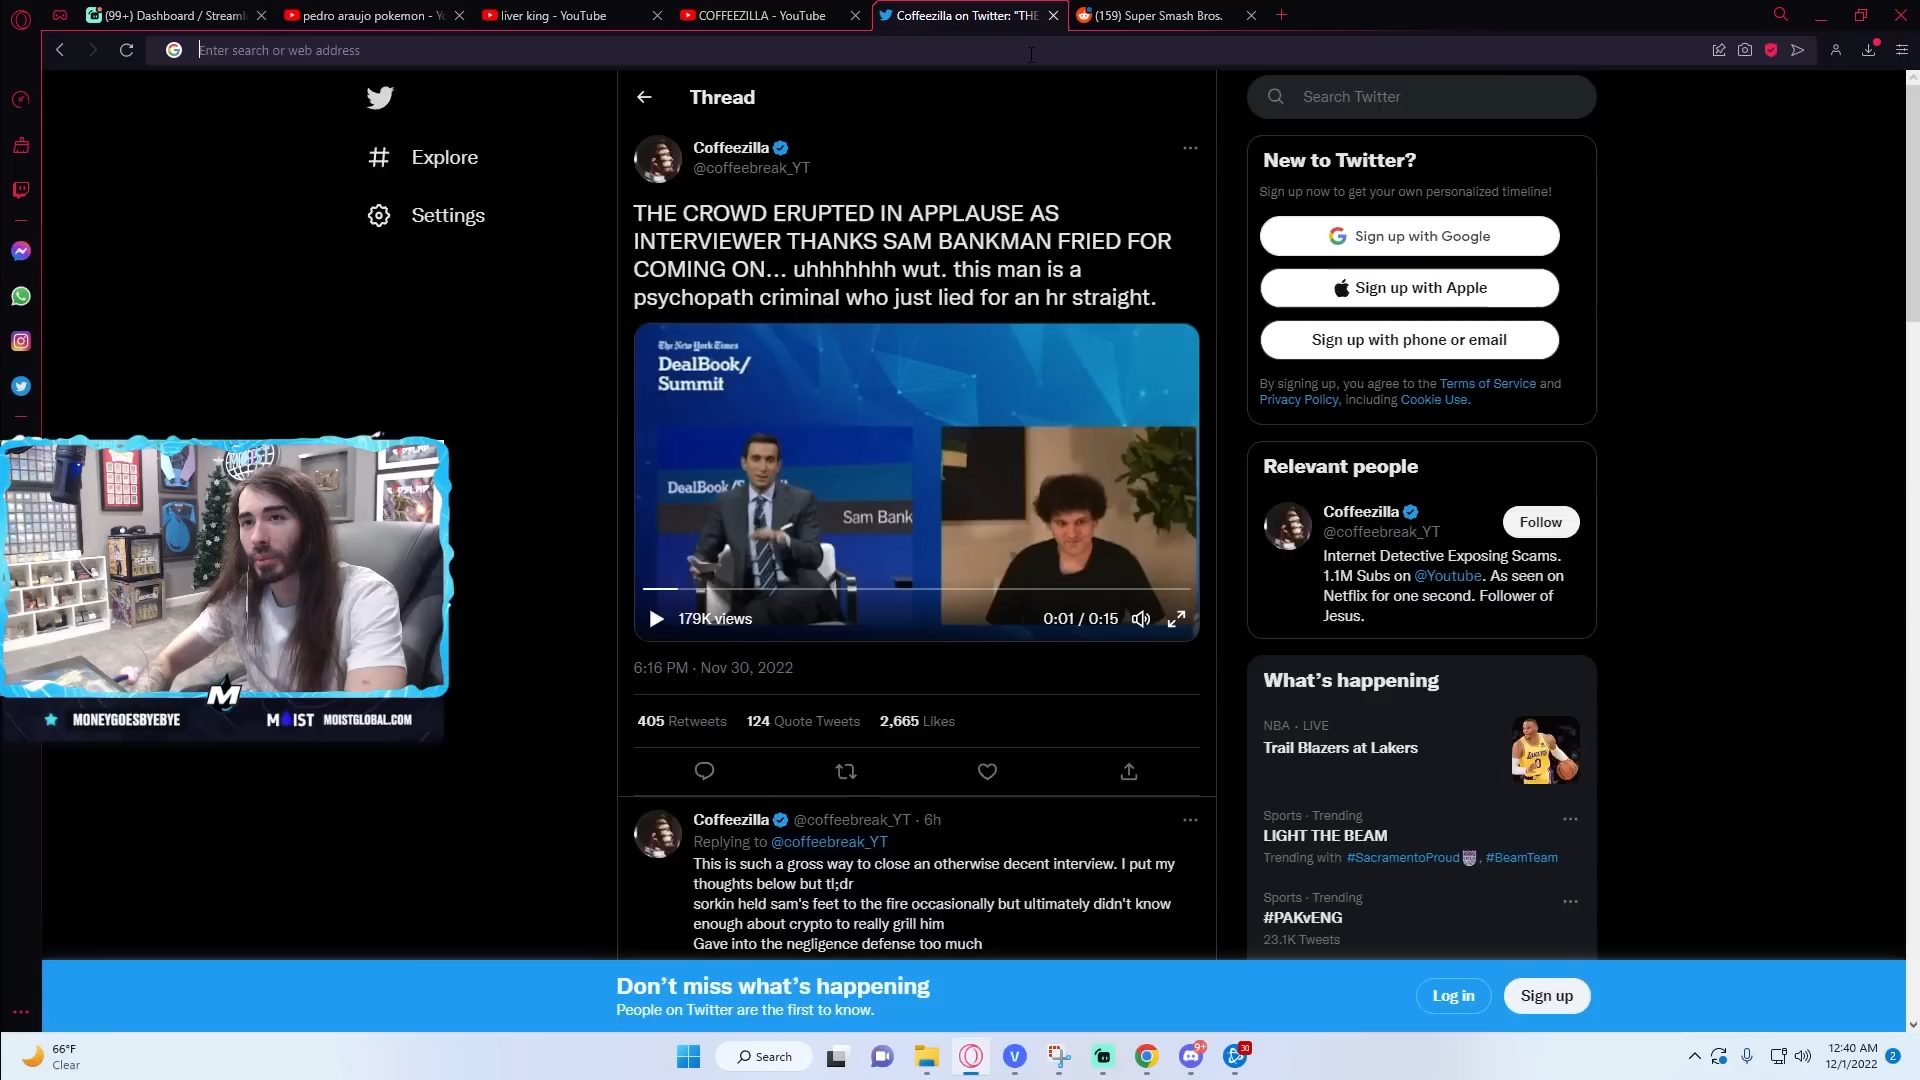 (99+) Dashboard / Streaml
pedro araujo pokemon - Yo
liver king - YouTube
COFFEEZILLA - YouTube
Coffeezilla on Twitter: "THE
(159) Super Smash Bros.
Enter search or web address
Explore
Settings
Thread
Coffeezilla
@coffeebreak_YT
THE CROWD ERUPTED IN APPLAUSE AS
INTERVIEWER THANKS SAM BANKMAN FRIED FOR
COMING ON... uhhhhhhh wut. this man is a
psychopath criminal who just lied for an hr straight.
The New York Times
DealBook/
Summit
DealBook/S
Sam Bank
179K views
0:01 / 0:15
6:16 PM · Nov 30, 2022
405 Retweets 124 Quote Tweets 2,665 Likes
Coffeezilla @coffeebreak_YT · 6h
Replying to @coffeebreak_YT
This is such a gross way to close an otherwise decent interview. I put my
thoughts below but tl;dr
sorkin held sam's feet to the fire occasionally but ultimately didn't know
enough about crypto to really grill him
Gave into the negligence defense too much
Search Twitter
New to Twitter?
Sign up now to get your own personalized timeline!
Sign up with Google
Sign up with Apple
Sign up with phone or email
By signing up, you agree to the Terms of Service and
Privacy Policy, including Cookie Use.
Relevant people
Coffeezilla
@coffeebreak_YT
Follow
Internet Detective Exposing Scams.
1.1M Subs on @Youtube. As seen on
Netflix for one second. Follower of
Jesus.
What's happening
NBA · LIVE
Trail Blazers at Lakers
Sports · Trending
LIGHT THE BEAM
Trending with #SacramentoProud , #BeamTeam
Sports · Trending
#PAKvENG
23.1K Tweets
MOIST
M
MONEYGOESBYEBYE
MOIST MOISTGLOBAL.COM
Don't miss what's happening
People on Twitter are the first to know.
Log in
Sign up
66°F
Clear
Search
9+
30
12:40 AM
12/1/2022
2